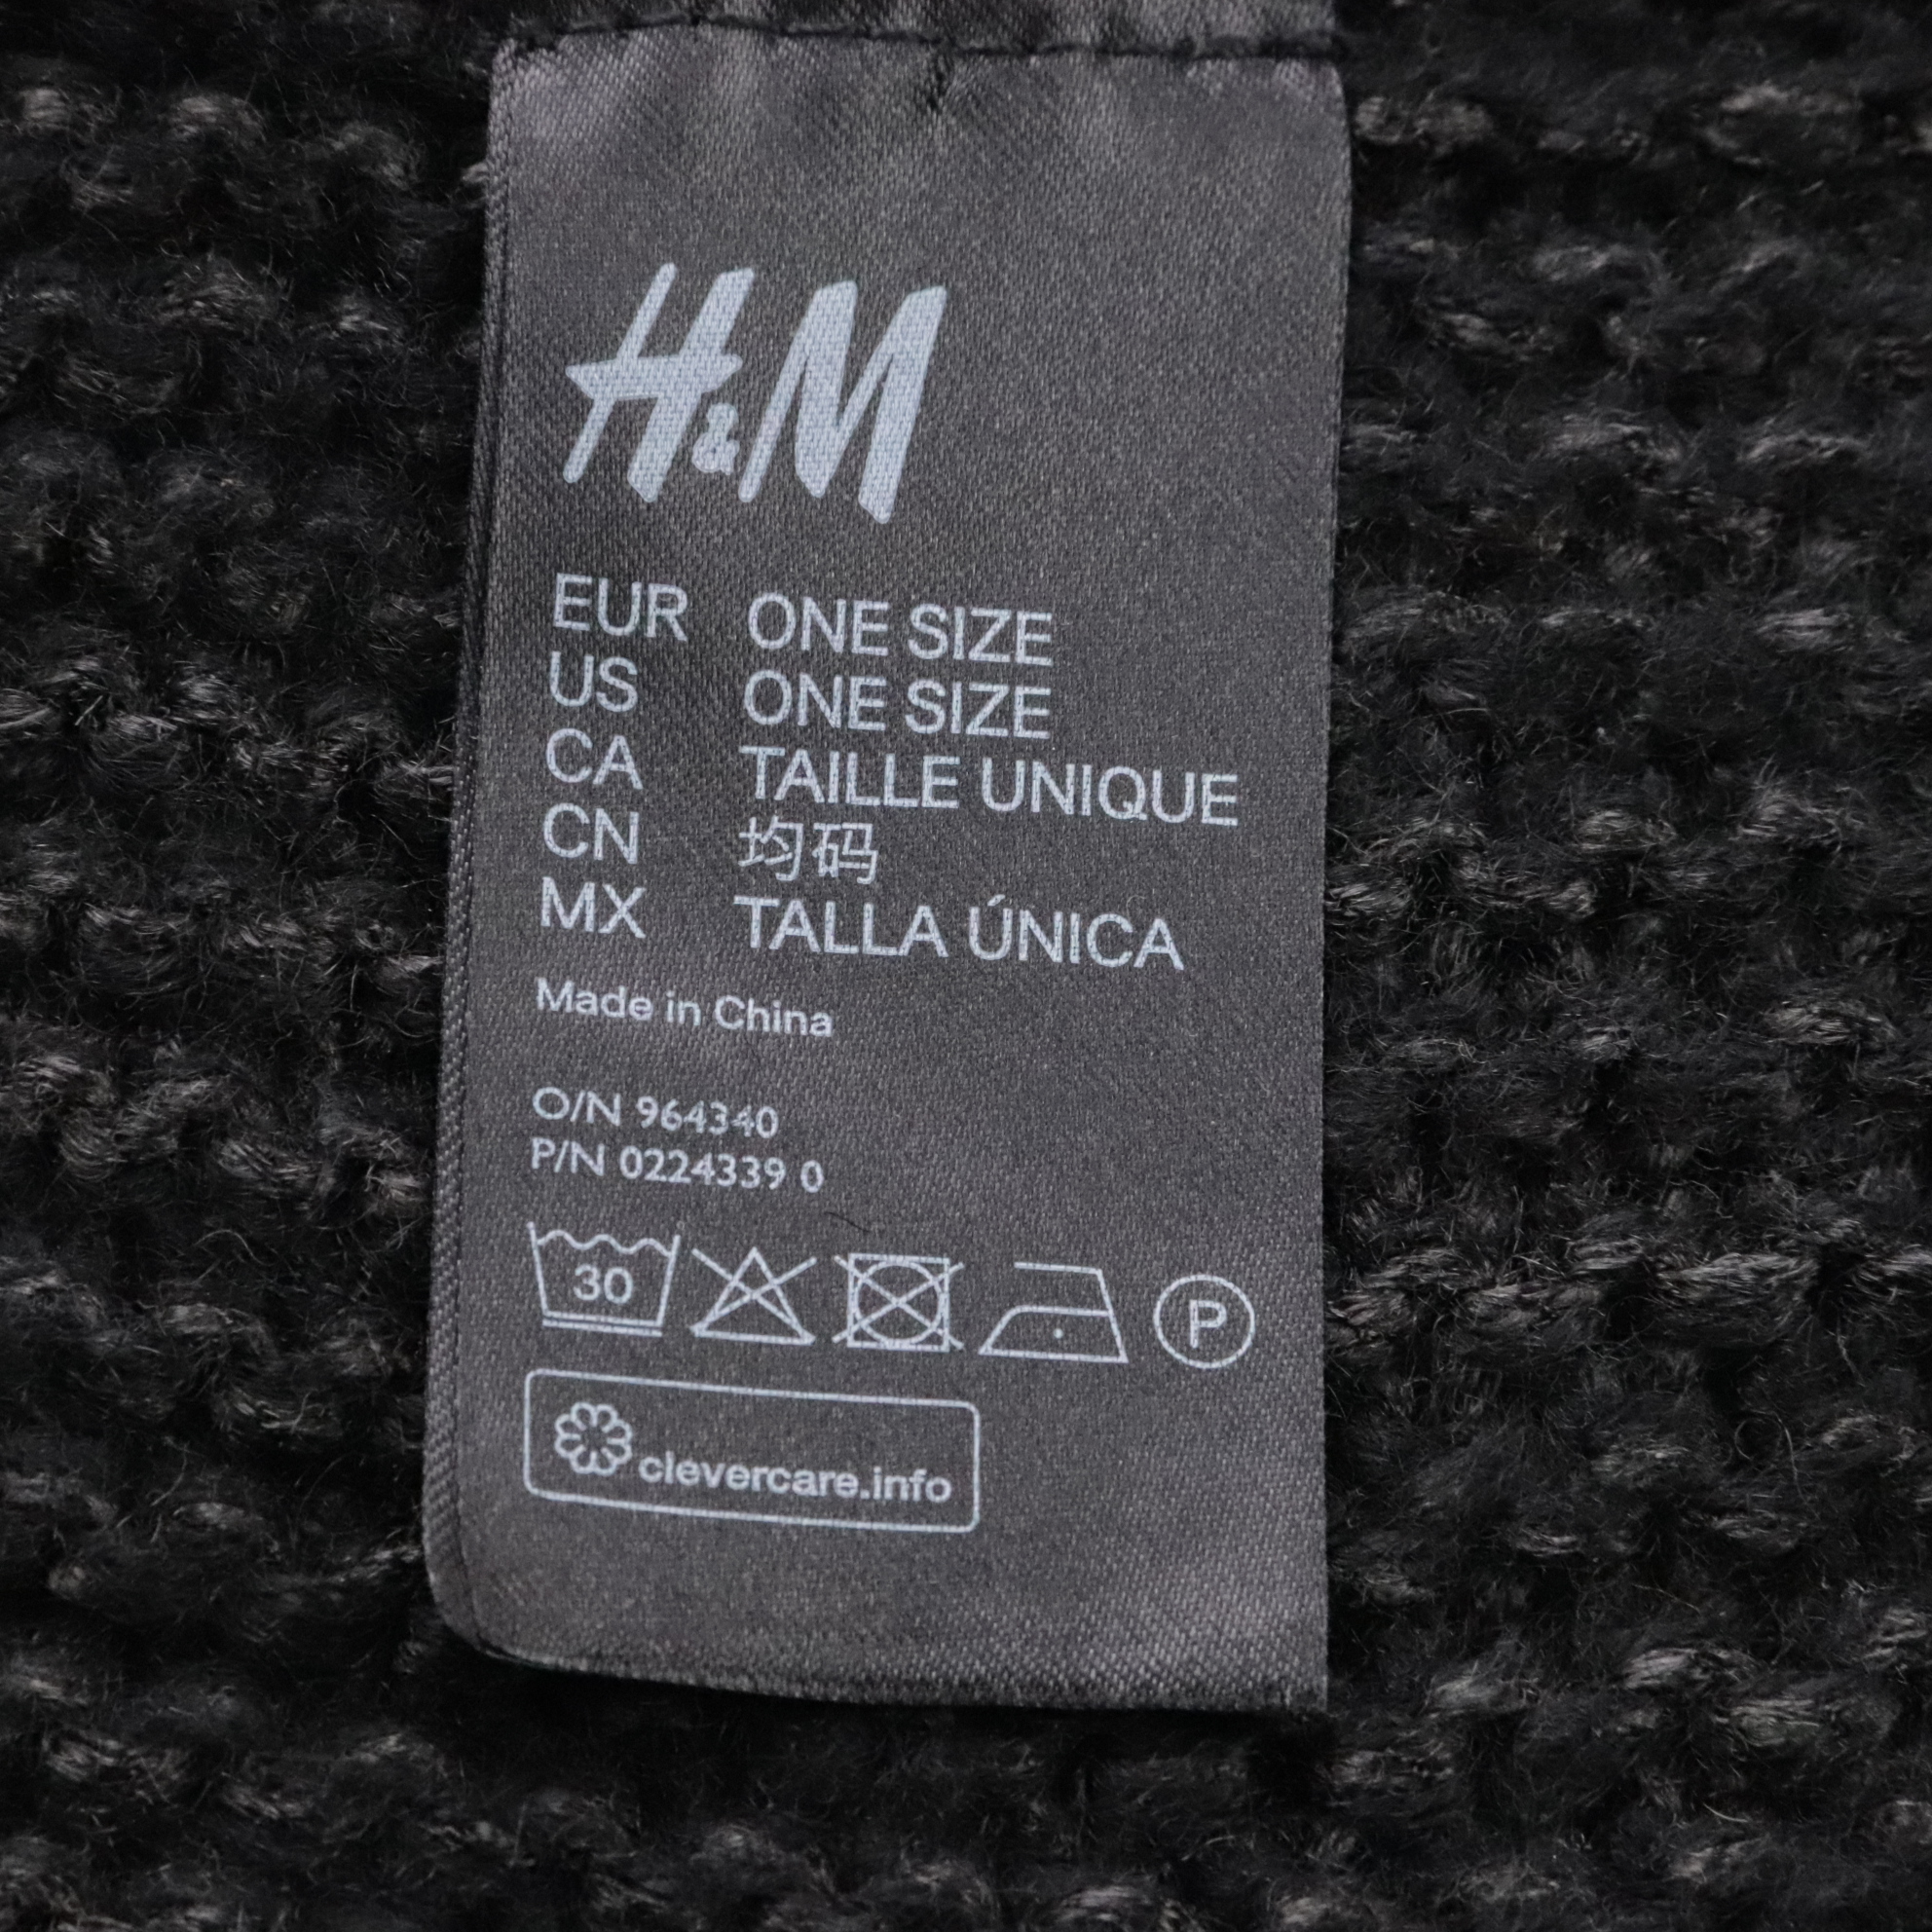 H&M
EUR ONE SIZE
US ONE SIZE
CA TAILLE UNIQUE
CN 均码
MX TALLA ÚNICA
Made in China
O/N 964340
P/N 0224339 0
30 P
clevercare.info